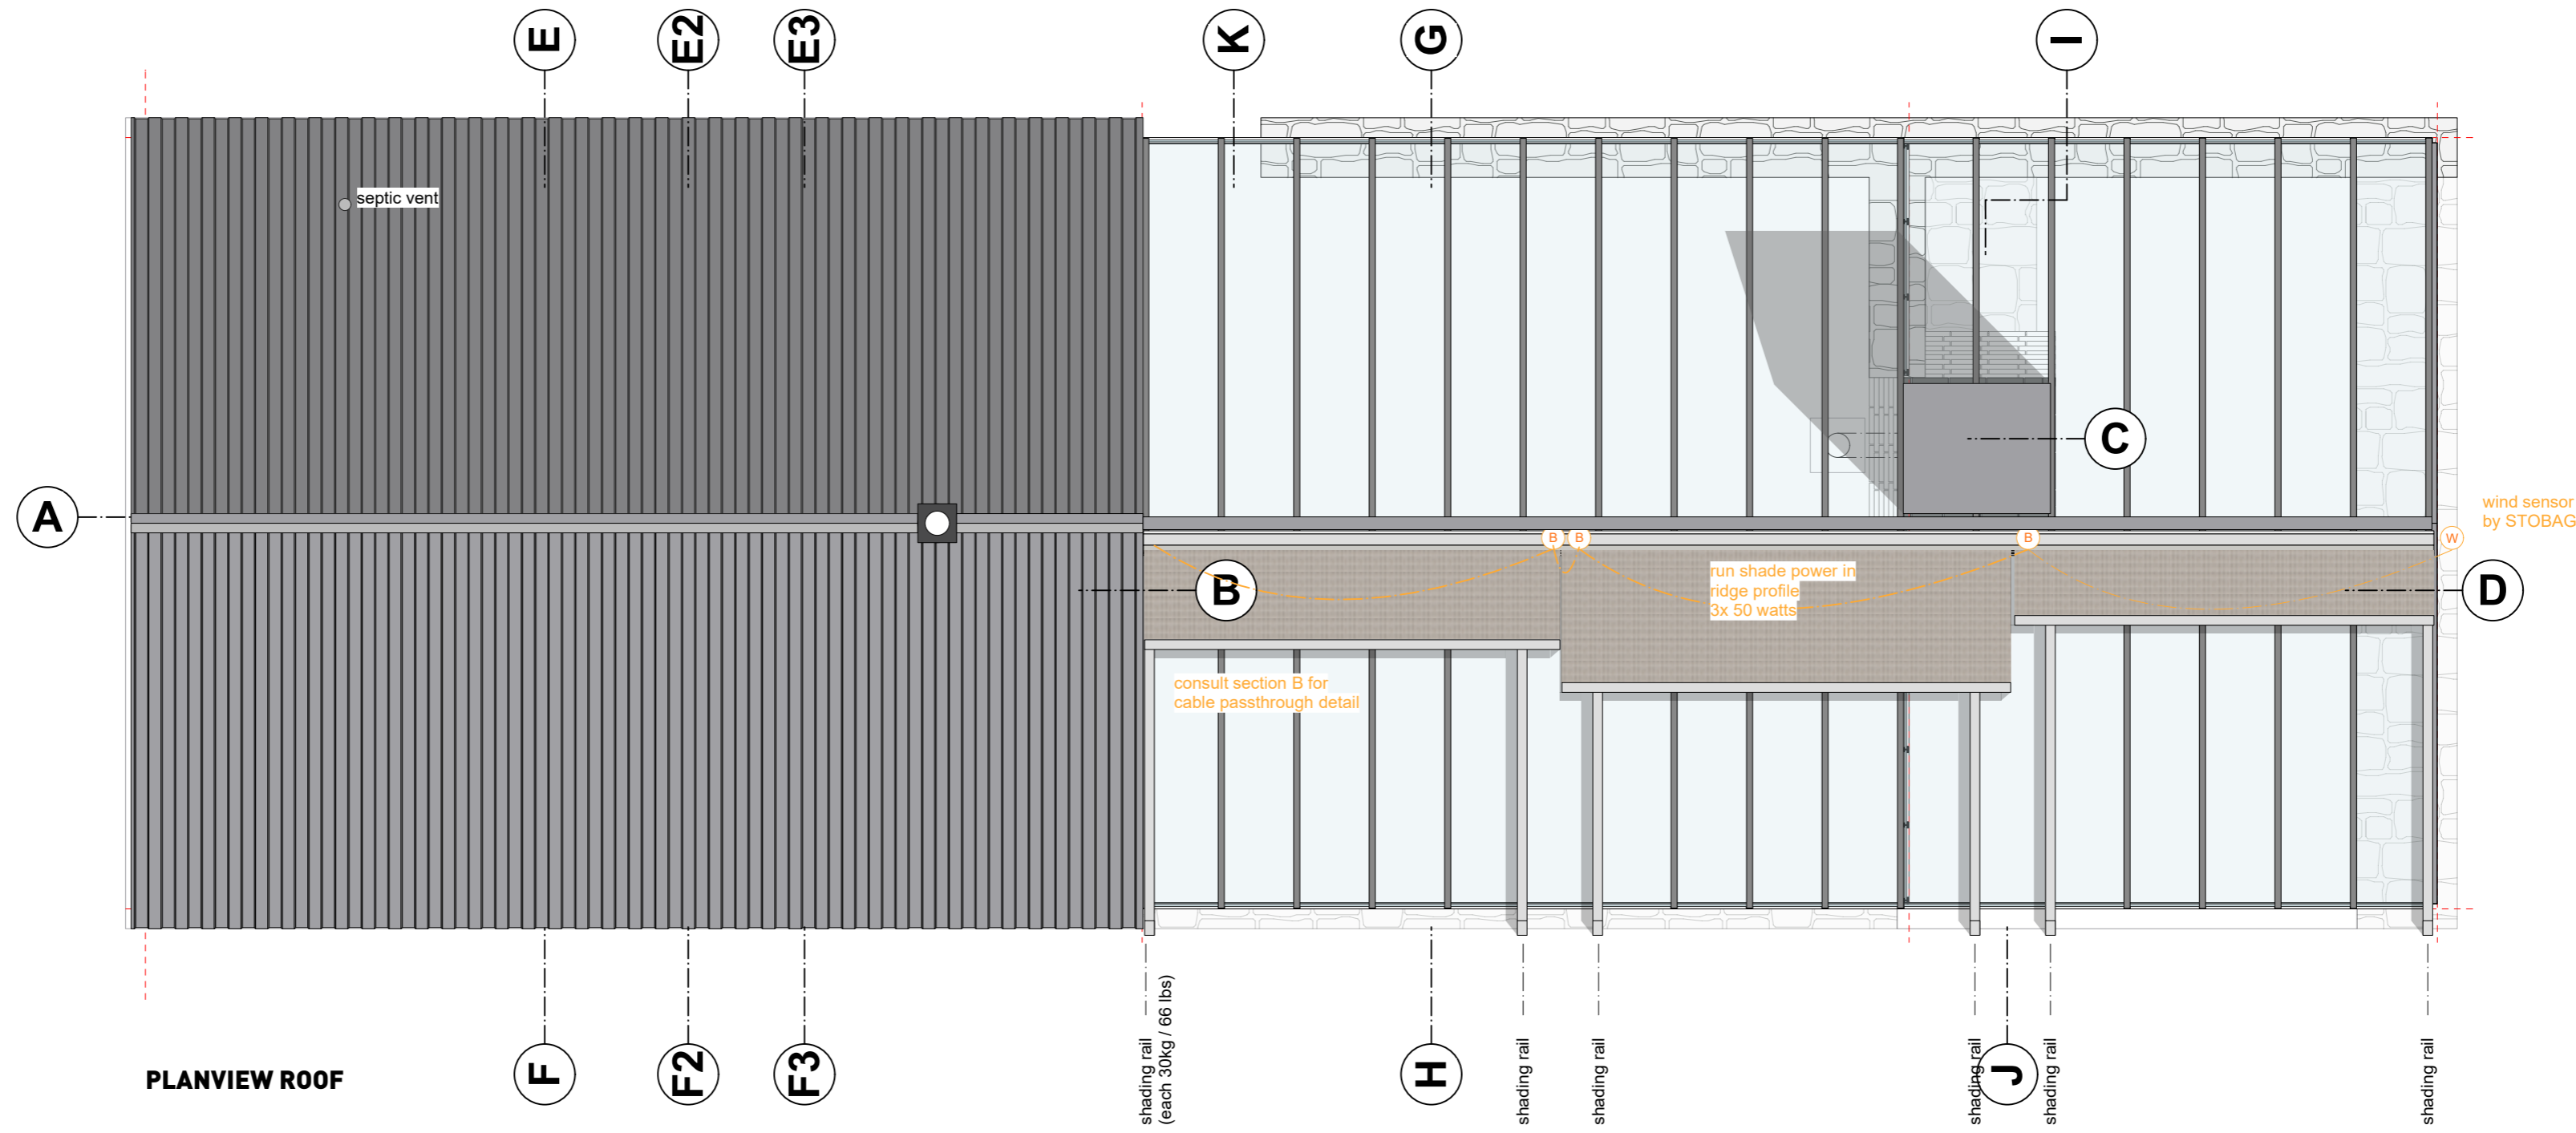 E
E2
E3
K
G
I
septic vent
C
A
wind sensor
by STOBAG
B
B
B
W
run shade power in
ridge profile
3x 50 watts
B
D
consult section B for
cable passthrough detail
shading rail
(each 30kg / 66 lbs)
shading rail
shading rail
shading rail
shading rail
shading rail
PLANVIEW ROOF
F
F2
F3
H
J